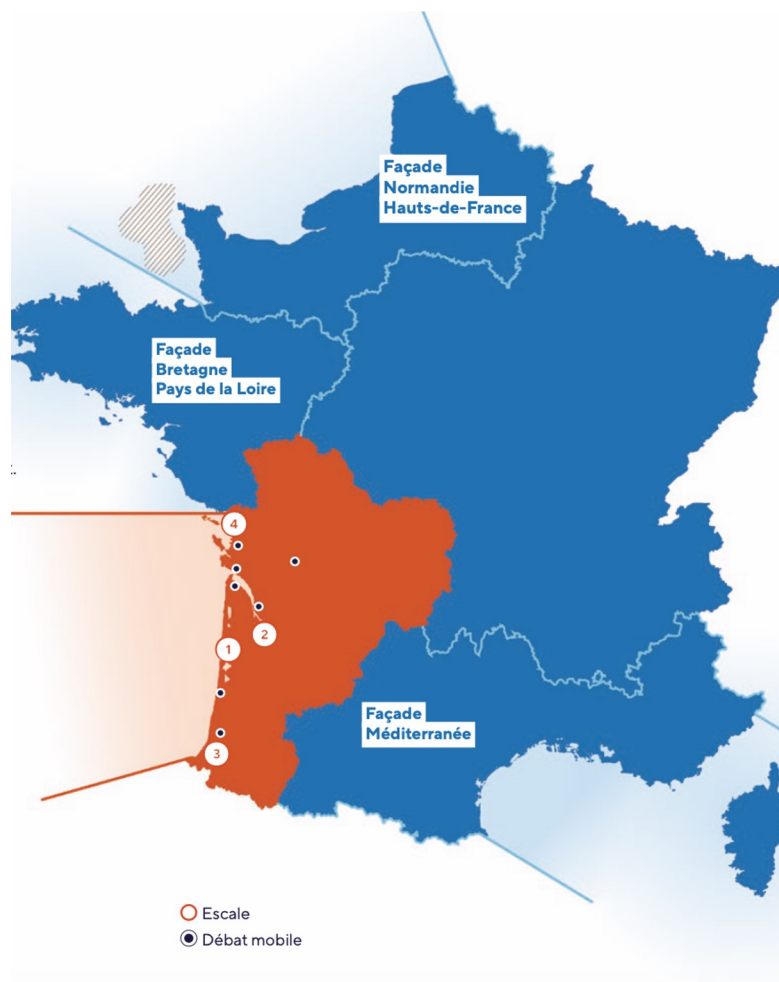 Façade
Normandie
Hauts-de-France
Façade
Bretagne
Pays de la Loire
.
4
2
1
3
Façade
Méditerranée
Escale
Débat mobile